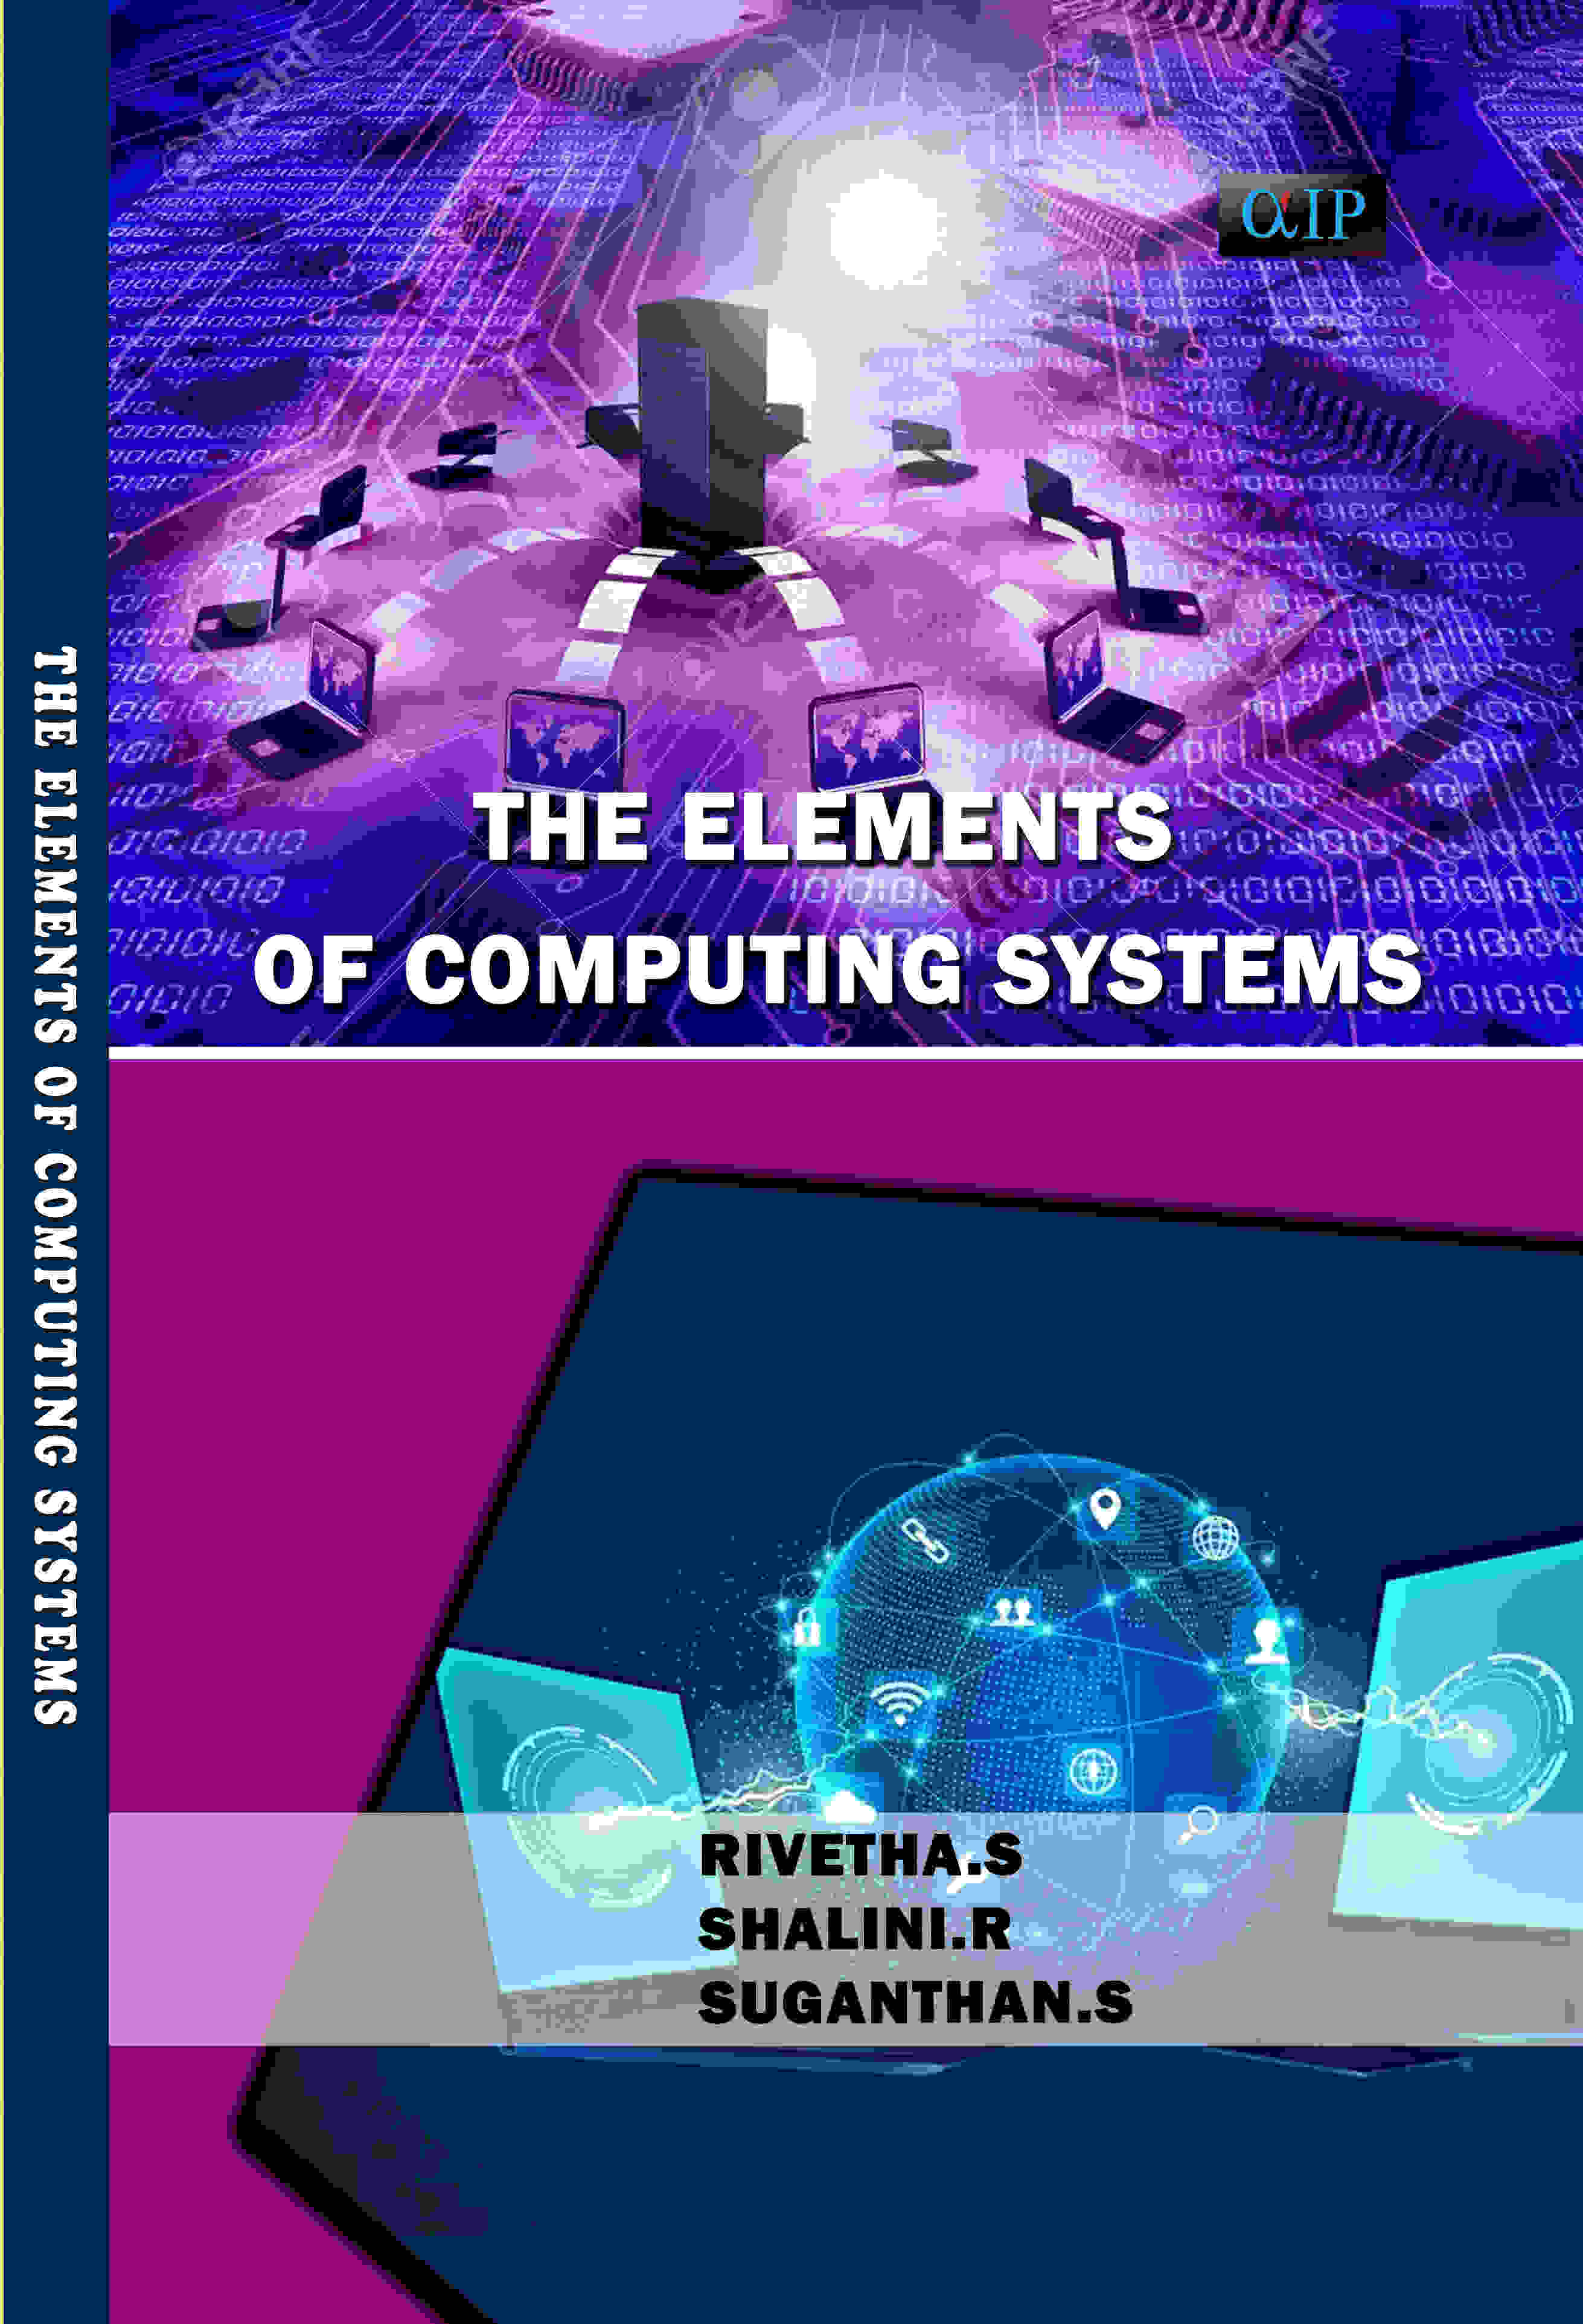 αIP
THE ELEMENTS
OF COMPUTING SYSTEMS
THE ELEMENTS OF COMPUTING SYSTEMS
RIVETHA.S
SHALINI.R
SUGANTHAN.S